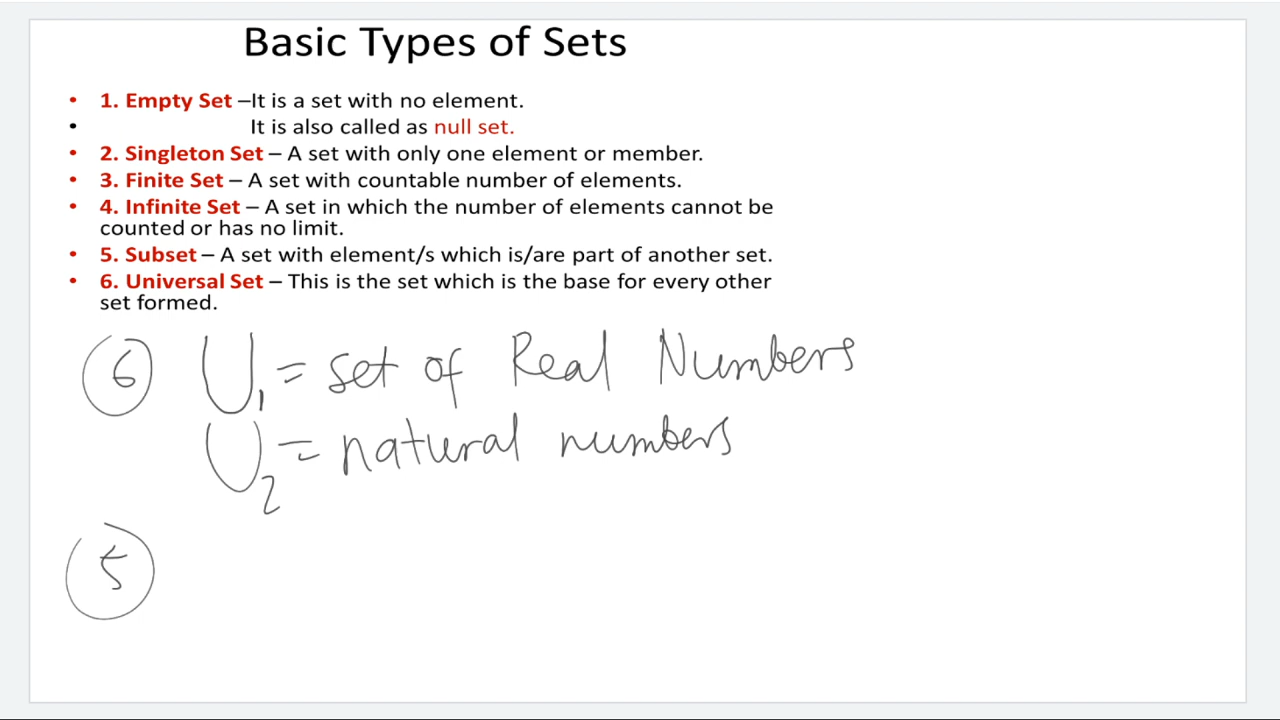 Basic Types of Sets
• 1. Empty Set –It is a set with no element.
• It is also called as null set.
• 2. Singleton Set – A set with only one element or member.
• 3. Finite Set – A set with countable number of elements.
• 4. Infinite Set – A set in which the number of elements cannot be
counted or has no limit.
• 5. Subset – A set with element/s which is/are part of another set.
• 6. Universal Set – This is the set which is the base for every other
set formed.
6 U₁ = set of Real Numbers
U₂ = natural numbers
5